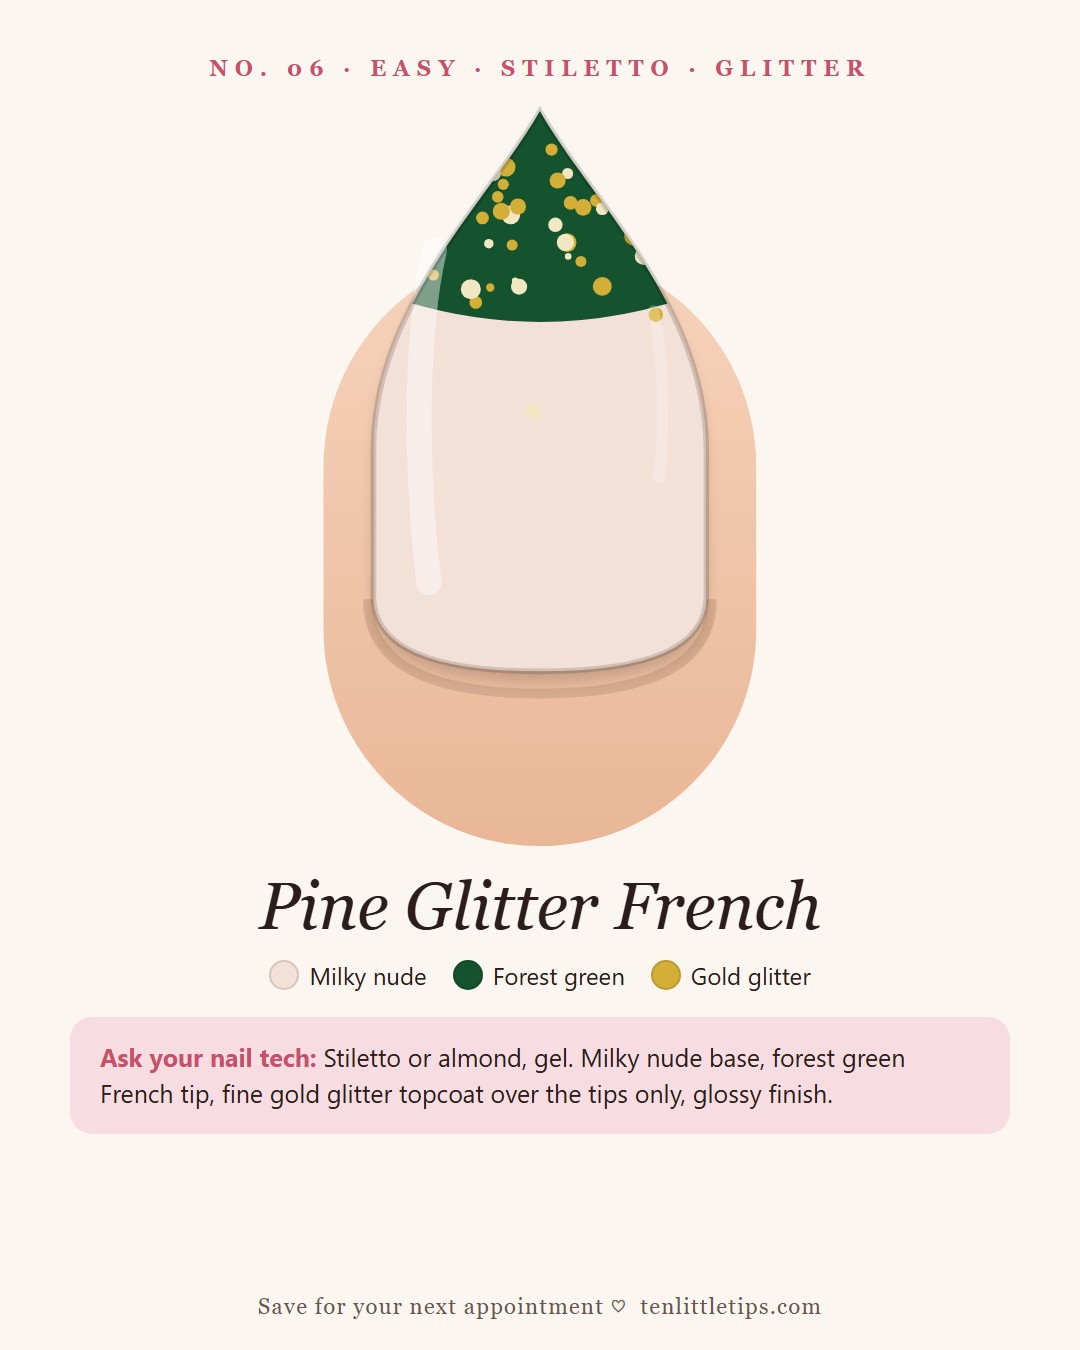 NO. 06 · EASY · STILETTO · GLITTER
Pine Glitter French
Milky nude Forest green Gold glitter
Ask your nail tech: Stiletto or almond, gel. Milky nude base, forest green
French tip, fine gold glitter topcoat over the tips only, glossy finish.
Save for your next appointment ♡ tenlittletips.com